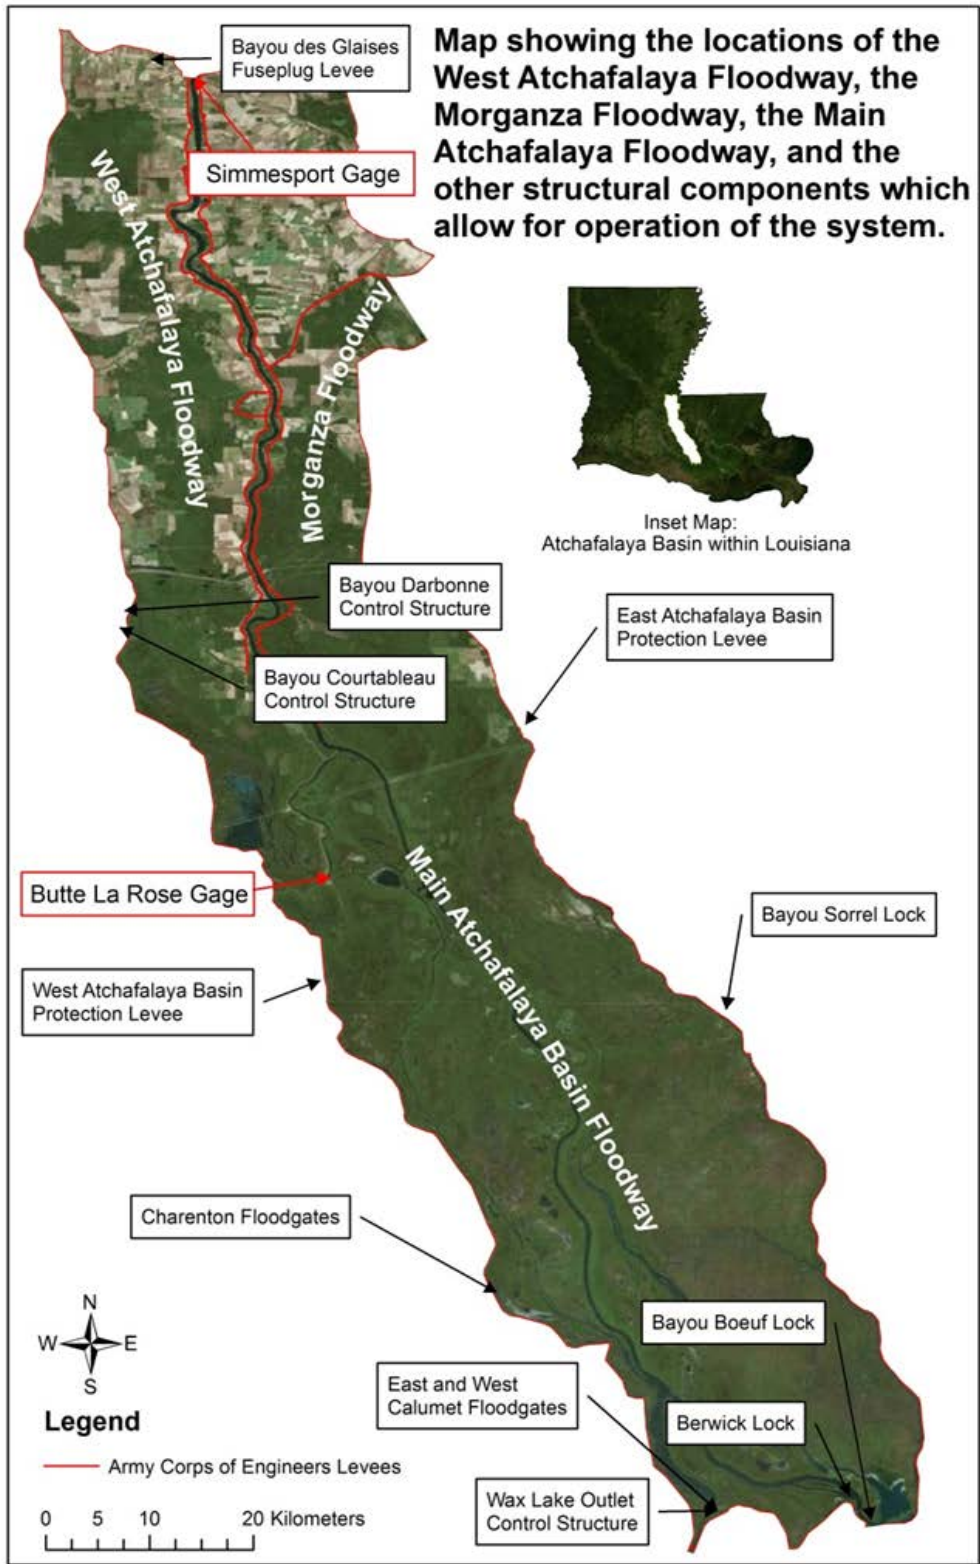 Map showing the locations of the
West Atchafalaya Floodway, the
Morganza Floodway, the Main
Atchafalaya Floodway, and the
other structural components which
allow for operation of the system.
Bayou des Glaises
Fuseplug Levee
Simmesport Gage
West Atchafalaya Floodway
Morganza Floodway
Inset Map:
Atchafalaya Basin within Louisiana
Bayou Darbonne
Control Structure
East Atchafalaya Basin
Protection Levee
Bayou Courtableau
Control Structure
Main Atchafalaya Basin Floodway
Butte La Rose Gage
Bayou Sorrel Lock
West Atchafalaya Basin
Protection Levee
Charenton Floodgates
Bayou Boeuf Lock
East and West
Calumet Floodgates
Berwick Lock
Wax Lake Outlet
Control Structure
N
W E
S
Legend
Army Corps of Engineers Levees
0 5 10 20 Kilometers